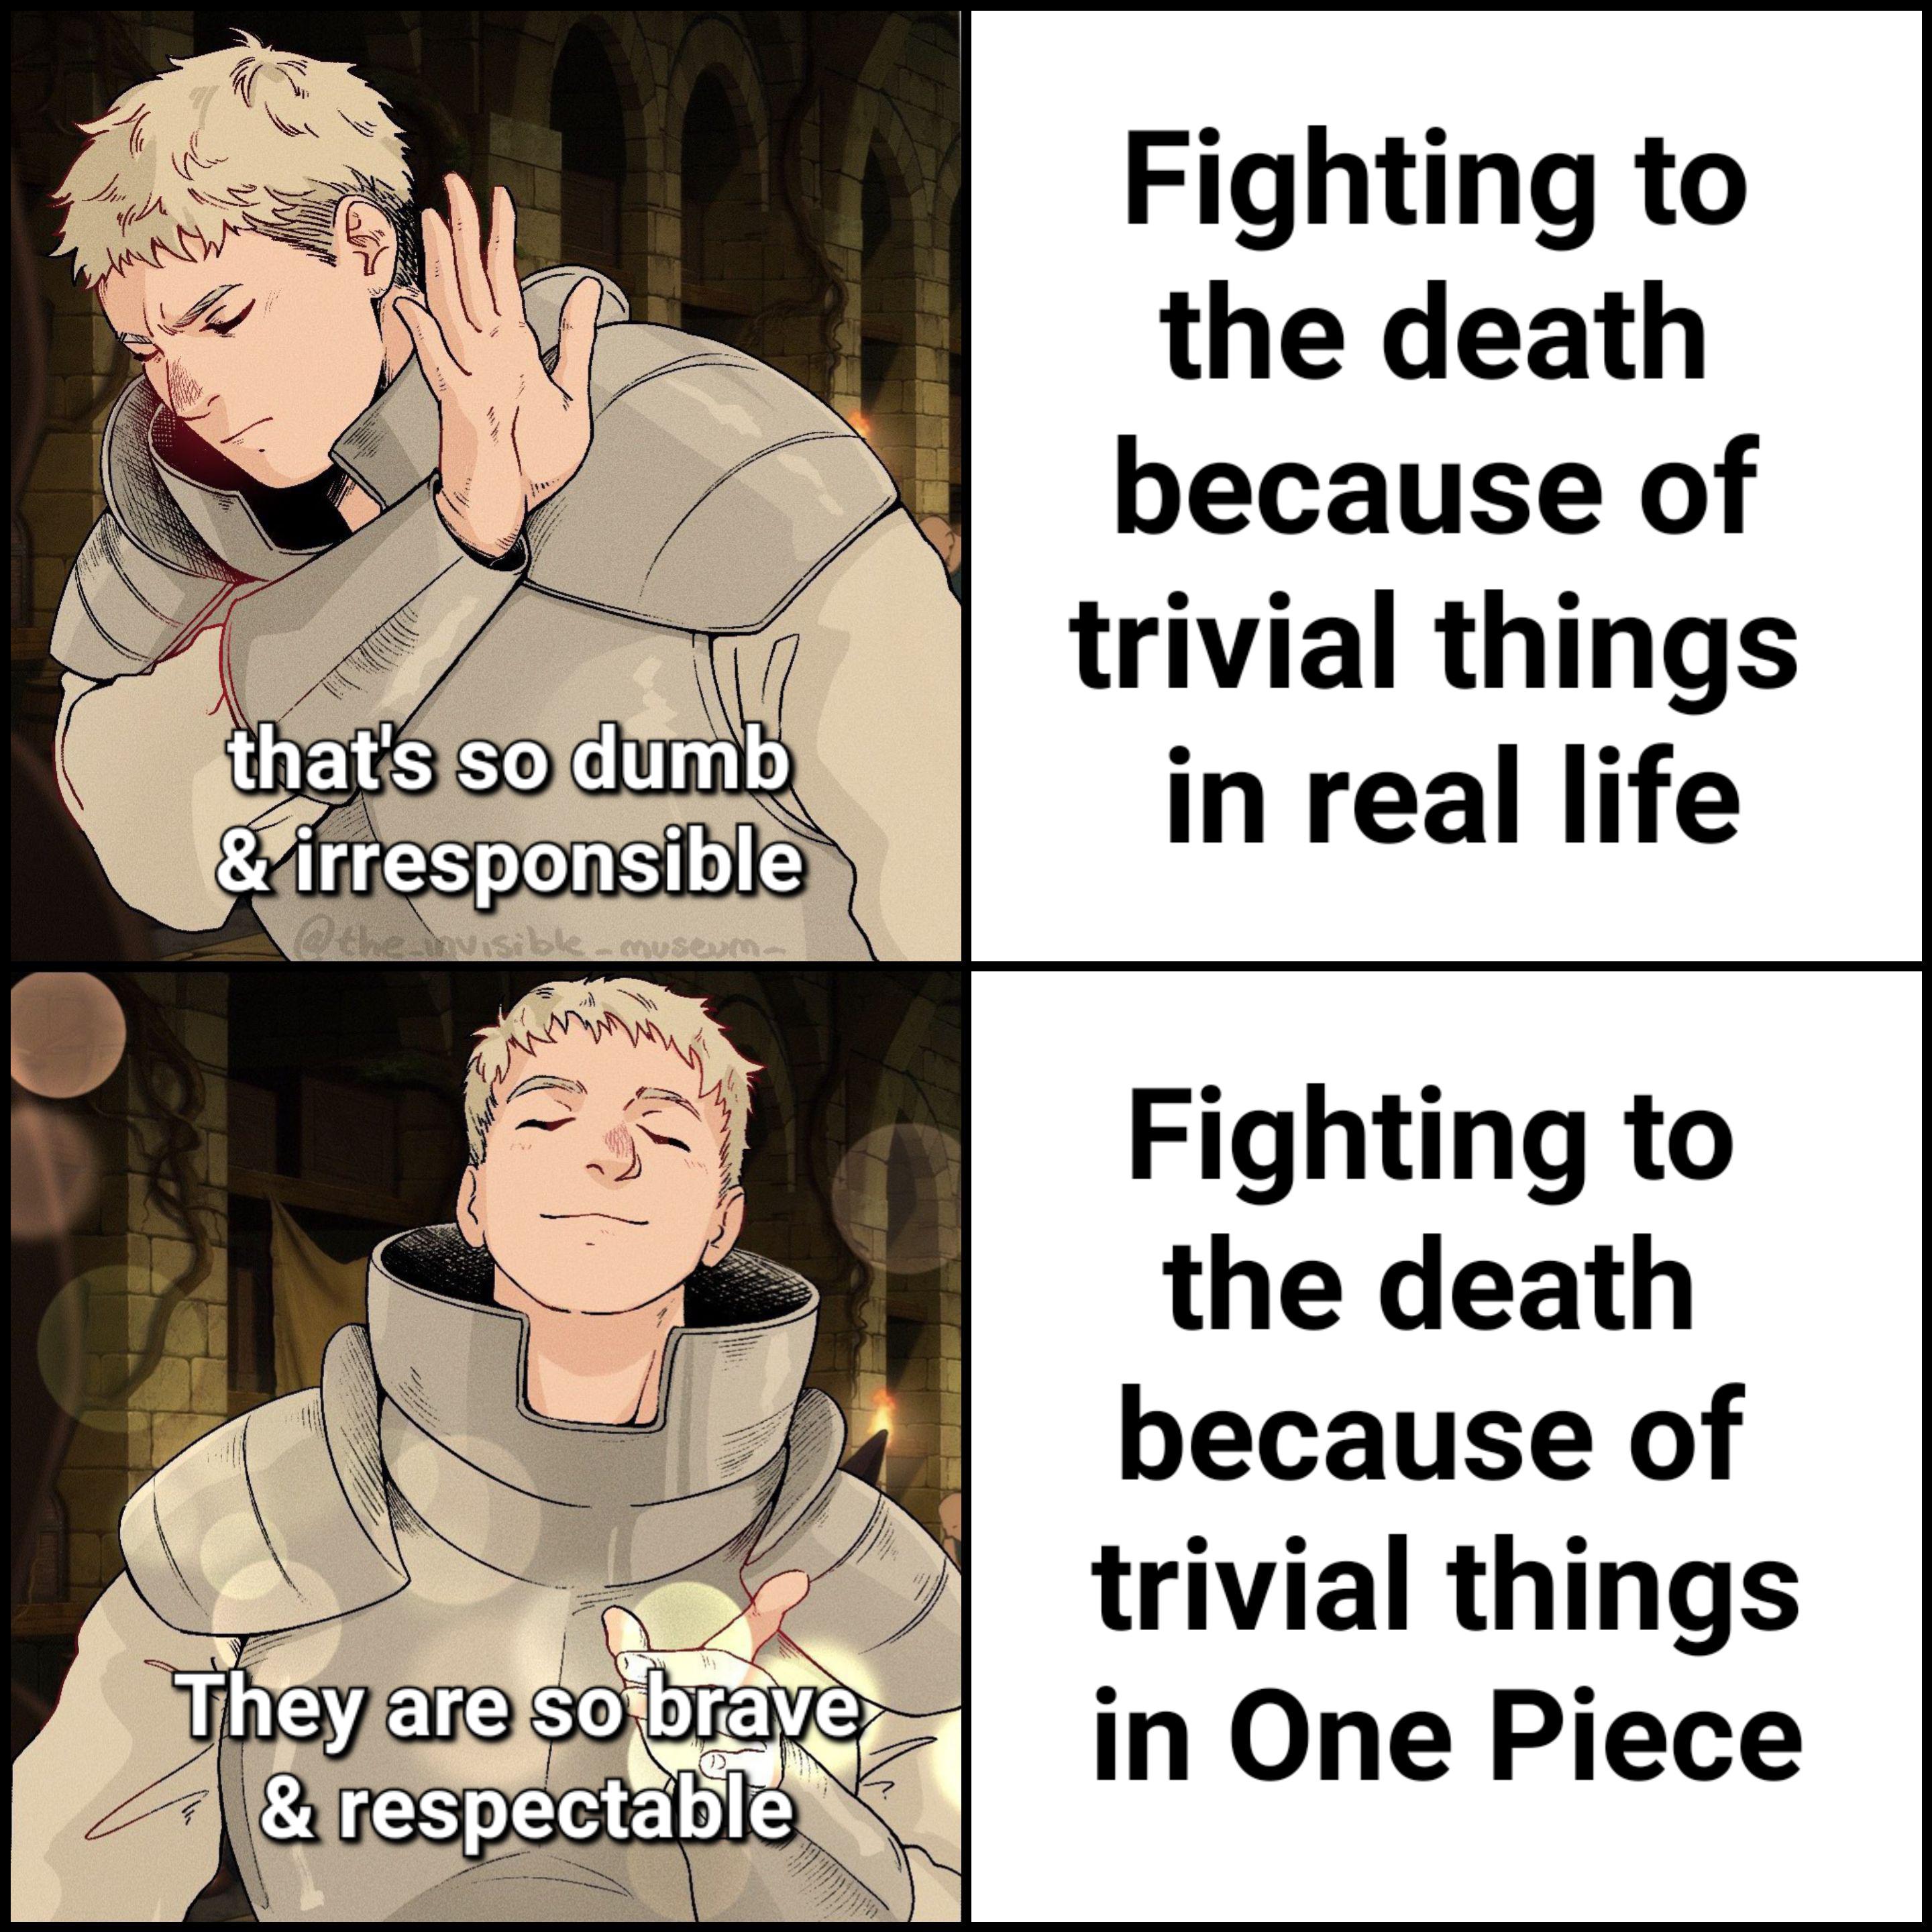 Fighting to
the death
because of
trivial things
in real life
that's so dumb
& irresponsible
@the_invisible_museum_
Fighting to
the death
because of
trivial things
in One Piece
They are so brave
& respectable